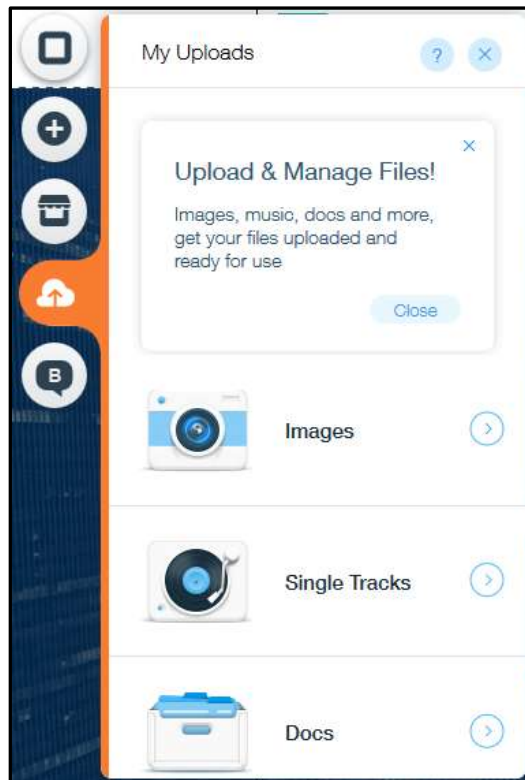 My Uploads
?
Upload & Manage Files!
Images, music, docs and more,
get your files uploaded and
ready for use
Close
B
Images
Single Tracks
Docs